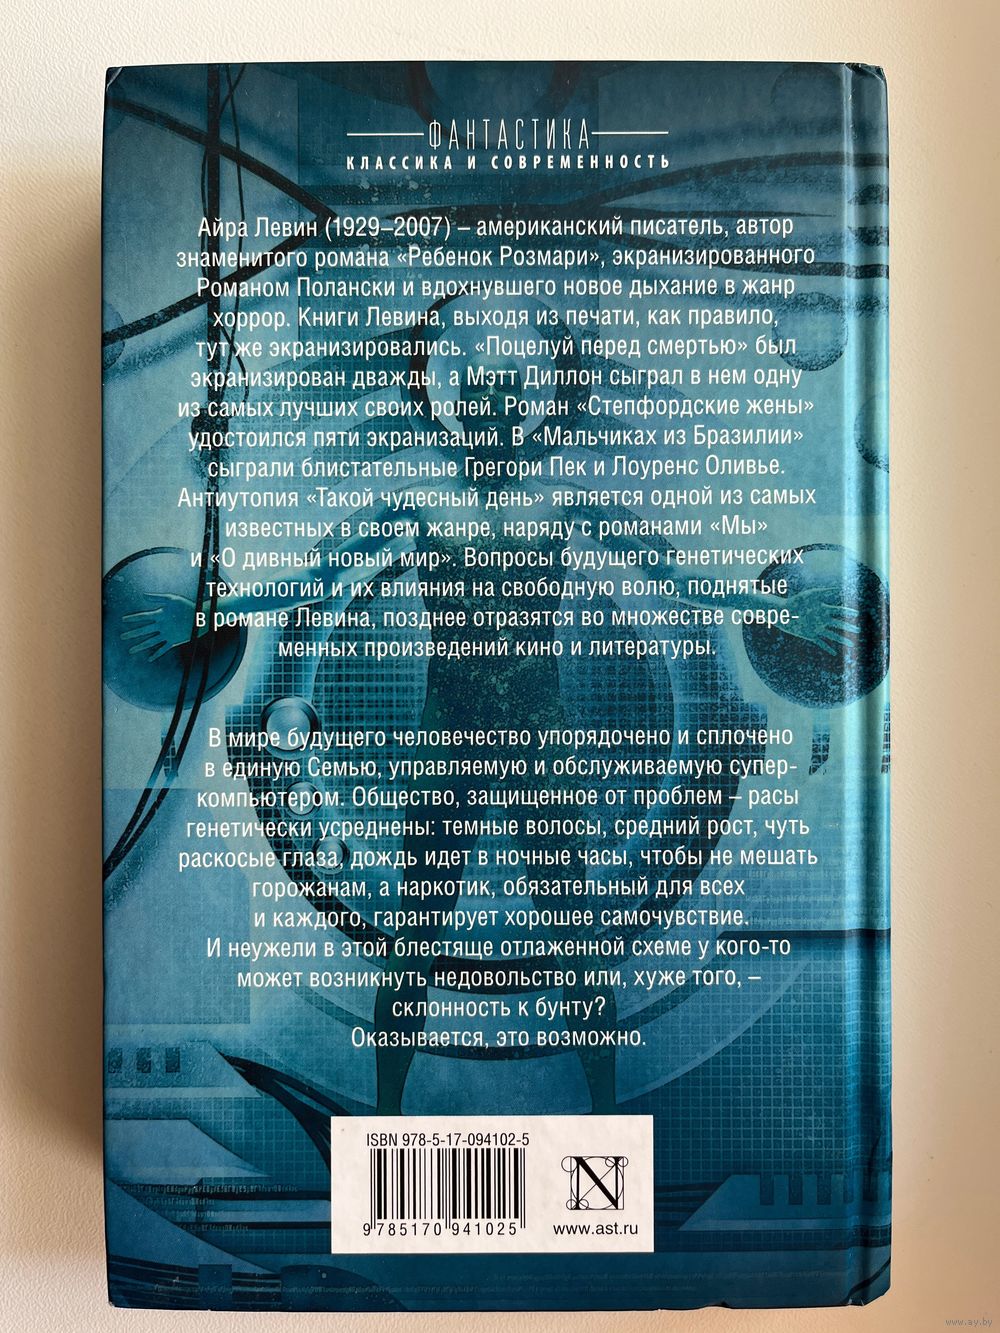 ФАНТАСТИКА
КЛАССИКА И СОВРЕМЕННОСТЬ
Айра Левин (1929–2007) – американский писатель, автор
знаменитого романа «Ребенок Розмари», экранизированного
Романом Полански и вдохнувшего новое дыхание в жанр
хоррор. Книги Левина, выходя из печати, как правило,
тут же экранизировались. «Поцелуй перед смертью» был
экранизирован дважды, а Мэтт Диллон сыграл в нем одну
из самых лучших своих ролей. Роман «Степфордские жены»
удостоился пяти экранизаций. В «Мальчиках из Бразилии»
сыграли блистательные Грегори Пек и Лоуренс Оливье.
Антиутопия «Такой чудесный день» является одной из самых
известных в своем жанре, наряду с романами «Мы»
и «О дивный новый мир». Вопросы будущего генетических
технологий и их влияния на свободную волю, поднятые
в романе Левина, позднее отразятся во множестве совре-
менных произведений кино и литературы.
В мире будущего человечество упорядочено и сплочено
в единую Семью, управляемую и обслуживаемую супер-
компьютером. Общество, защищенное от проблем – расы
генетически усреднены: темные волосы, средний рост, чуть
раскосые глаза, дождь идет в ночные часы, чтобы не мешать
горожанам, а наркотик, обязательный для всех
и каждого, гарантирует хорошее самочувствие.
И неужели в этой блестяще отлаженной схеме у кого-то
может возникнуть недовольство или, хуже того, –
склонность к бунту?
Оказывается, это возможно.
ISBN 978-5-17-094102-5
9 785170 941025
N
www.ast.ru
www.ay.by